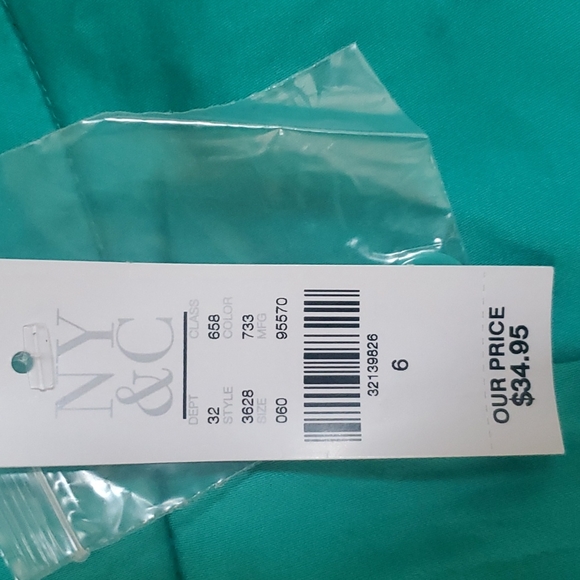 NY
&C
DEPT CLASS
32 658
STYLE COLOR
3628 733
SIZE MFG
060 95570
32139826
6
OUR PRICE
$34.95